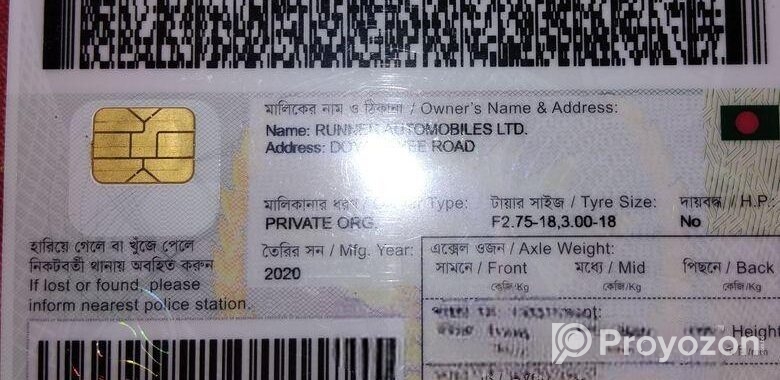 মালিকের নাম ও ঠিকানা / Owner's Name & Address:
Name: RUNNER AUTOMOBILES LTD.
Address: ROAD
মালিকানার ধরণ / Type: টায়ার সাইজ / Tyre Size: দায়বদ্ধ / H.P.:
PRIVATE ORG. F2.75-18,3.00-18 No
হারিয়ে গেলে বা খুঁজে পেলে
নিকটবর্তী থানায় অবহিত করুন
If lost or found, please
inform nearest police station.
তৈরির সন / Mfg. Year:
2020
এক্সেল ওজন / Axle Weight:
সামনে / Front মধ্যে / Mid পিছনে / Back
কেজি/Kg কেজি/Kg কেজি/Kg
Height
Proyozon